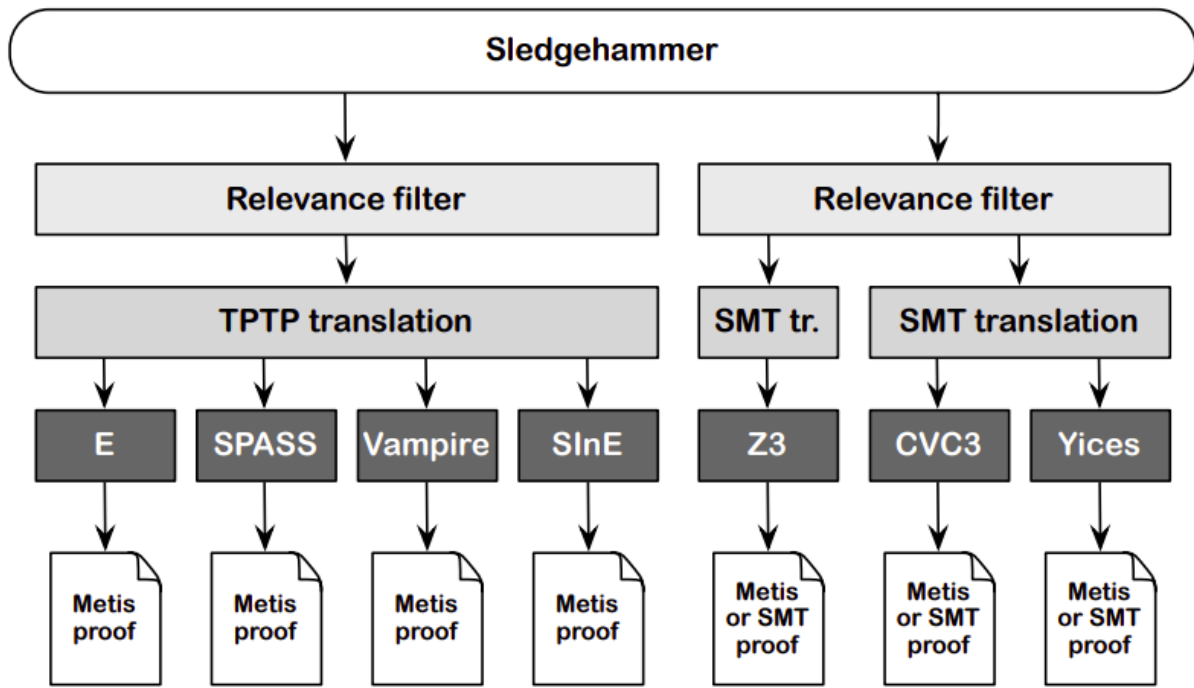 Sledgehammer
Relevance filter
Relevance filter
TPTP translation
SMT tr.
SMT translation
E
SPASS
Vampire
SInE
Z3
CVC3
Yices
Metis
proof
Metis
proof
Metis
proof
Metis
proof
Metis
or SMT
proof
Metis
or SMT
proof
Metis
or SMT
proof